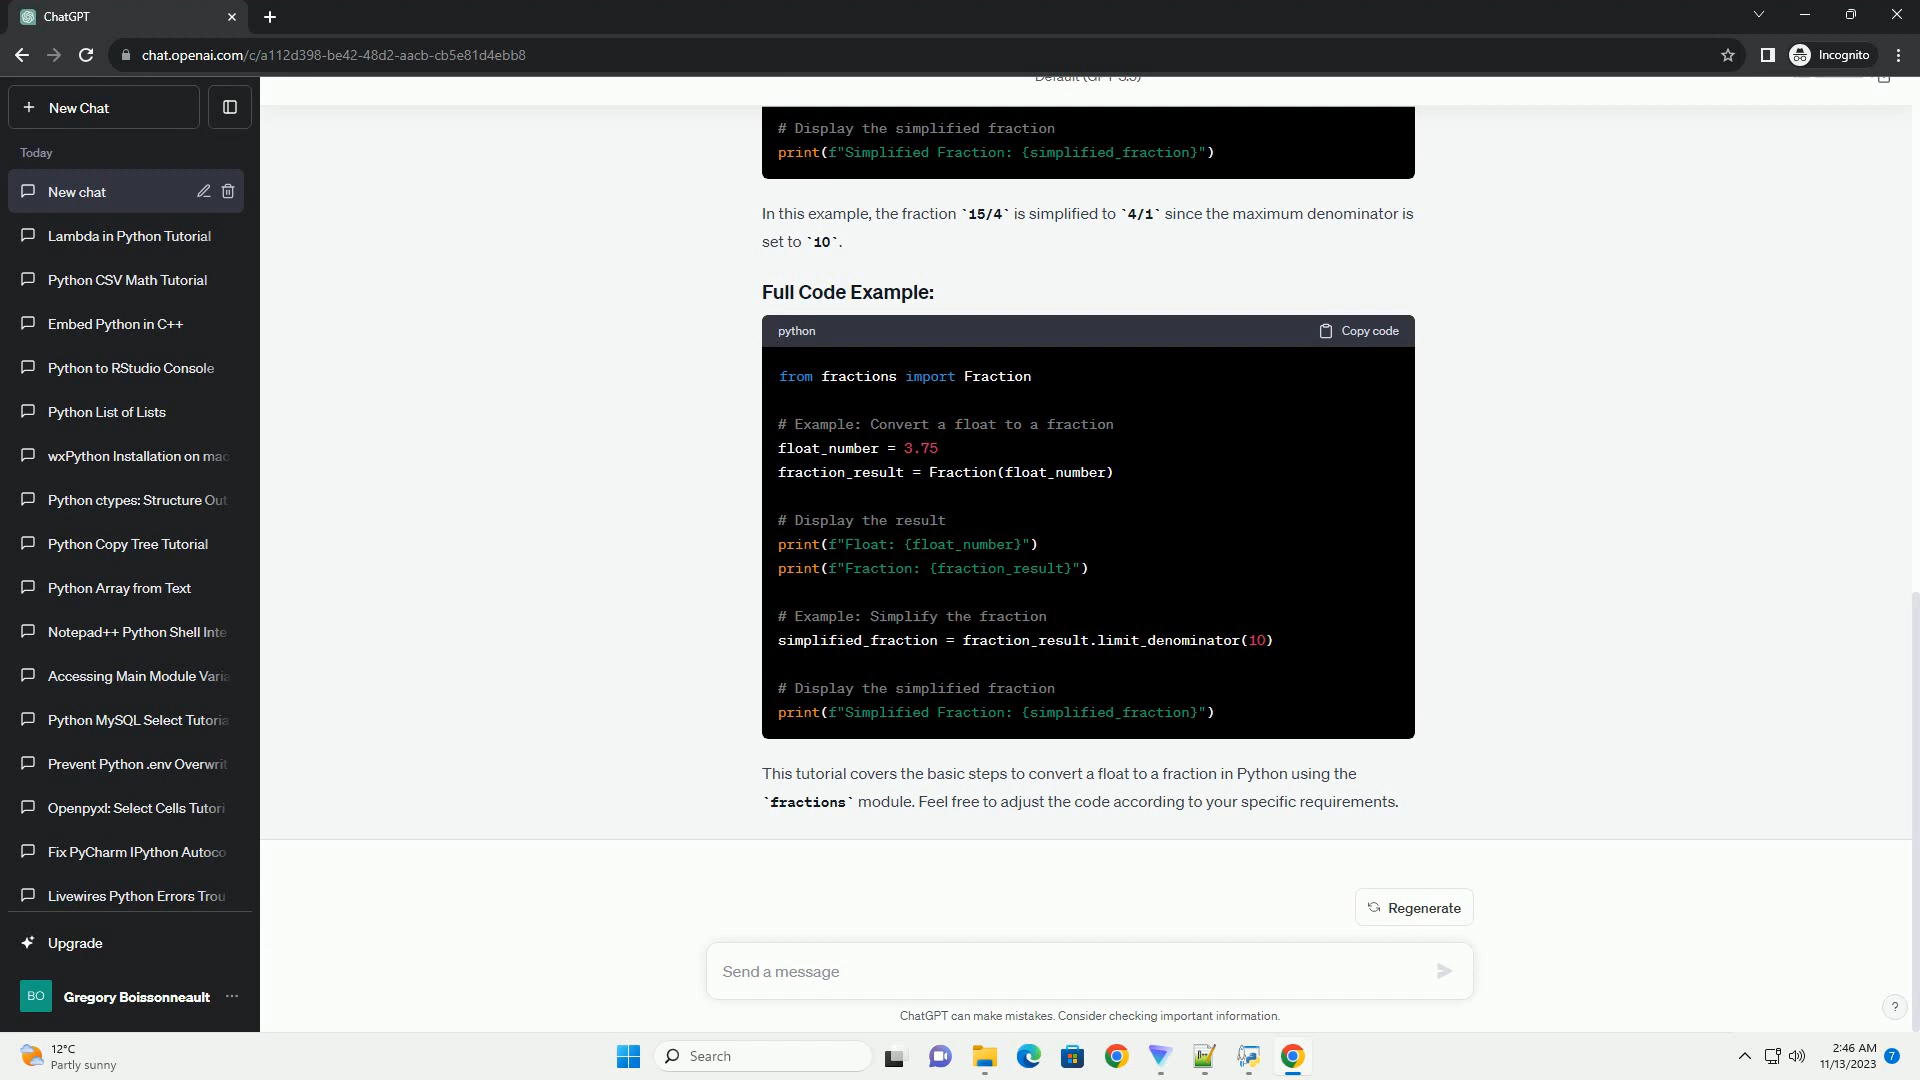 ChatGPT
chat.openai.com/c/a112d398-be42-48d2-aacb-cb5e81d4ebb8
Incognito
New Chat
Today
New chat
Lambda in Python Tutorial
Python CSV Math Tutorial
Embed Python in C++
Python to RStudio Console
Python List of Lists
wxPython Installation on mac
Python ctypes: Structure Out
Python Copy Tree Tutorial
Python Array from Text
Notepad++ Python Shell Inte
Accessing Main Module Varia
Python MySQL Select Tutoria
Prevent Python .env Overwrit
Openpyxl: Select Cells Tutori
Fix PyCharm IPython Autoco
Livewires Python Errors Trou
Upgrade
BO
Gregory Boissonneault
Default (GPT-3.5)
# Display the simplified fraction
print(f"Simplified Fraction: {simplified_fraction}")
In this example, the fraction `15/4` is simplified to `4/1` since the maximum denominator is
set to `10`.
Full Code Example:
python
Copy code
from fractions import Fraction
# Example: Convert a float to a fraction
float_number = 3.75
fraction_result = Fraction(float_number)
# Display the result
print(f"Float: {float_number}")
print(f"Fraction: {fraction_result}")
# Example: Simplify the fraction
simplified_fraction = fraction_result.limit_denominator(10)
# Display the simplified fraction
print(f"Simplified Fraction: {simplified_fraction}")
This tutorial covers the basic steps to convert a float to a fraction in Python using the
`fractions` module. Feel free to adjust the code according to your specific requirements.
Regenerate
Send a message
ChatGPT can make mistakes. Consider checking important information.
?
12°C
Partly sunny
Search
2:46 AM
11/13/2023
7